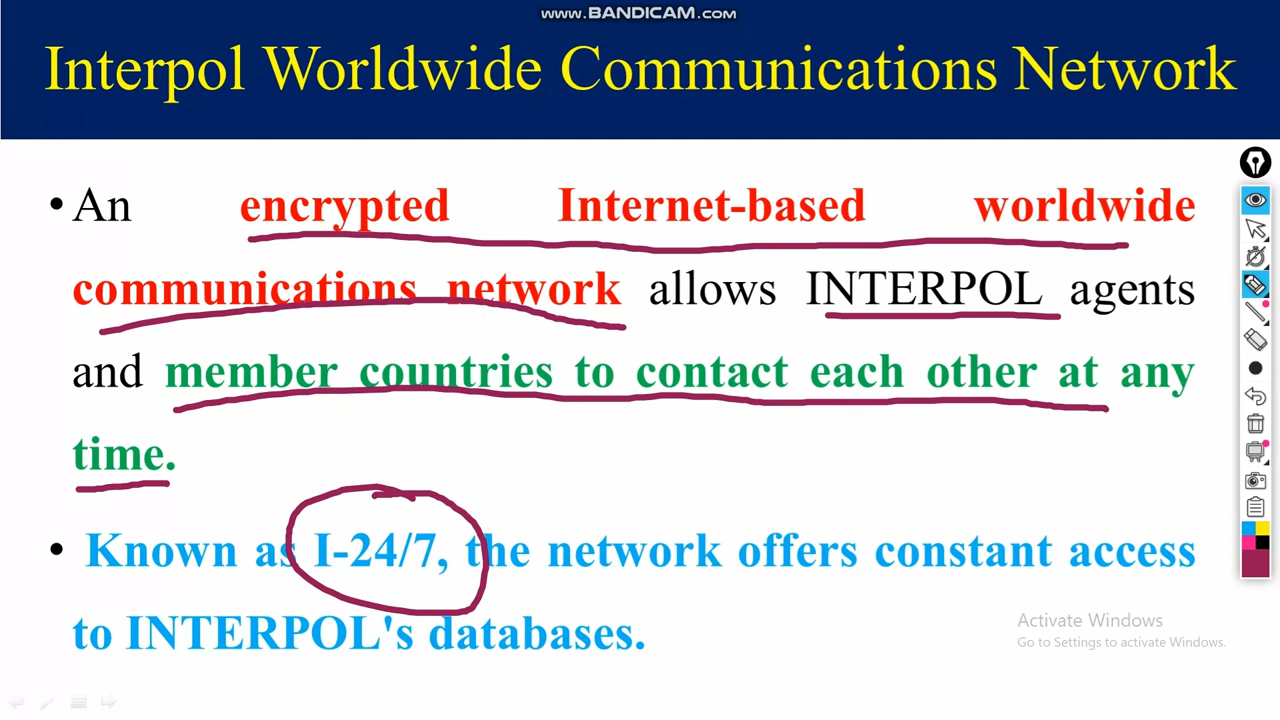 www.BANDICAM.com
Interpol Worldwide Communications Network
•An encrypted Internet-based worldwide
communications network allows INTERPOL agents
and member countries to contact each other at any
time.
• Known as I-24/7, the network offers constant access
to INTERPOL's databases.
Activate Windows
Go to Settings to activate Windows.